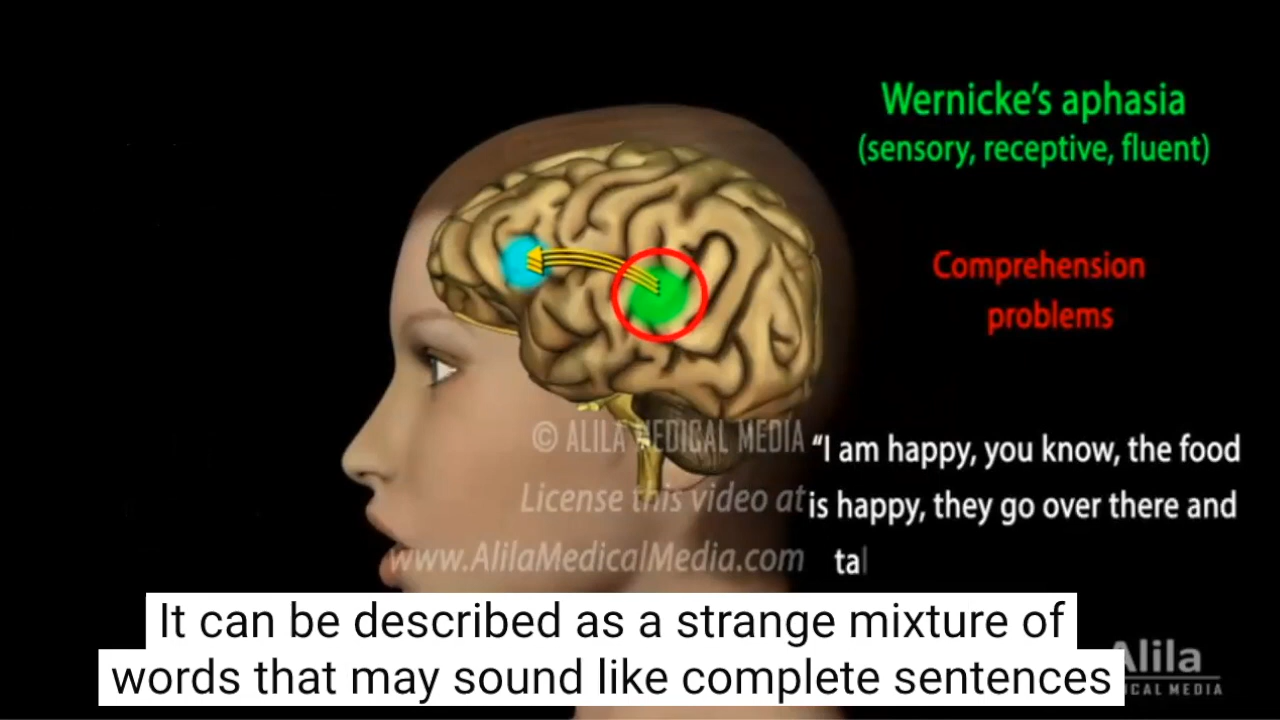 Wernicke's aphasia
(sensory, receptive, fluent)
Comprehension
problems
"I am happy, you know, the food
is happy, they go over there and
ta
© ALILA MEDICAL MEDIA
License this video at
www.AlilaMedicalMedia.com
It can be described as a strange mixture of
words that may sound like complete sentences
Alila
ICAL MEDIA